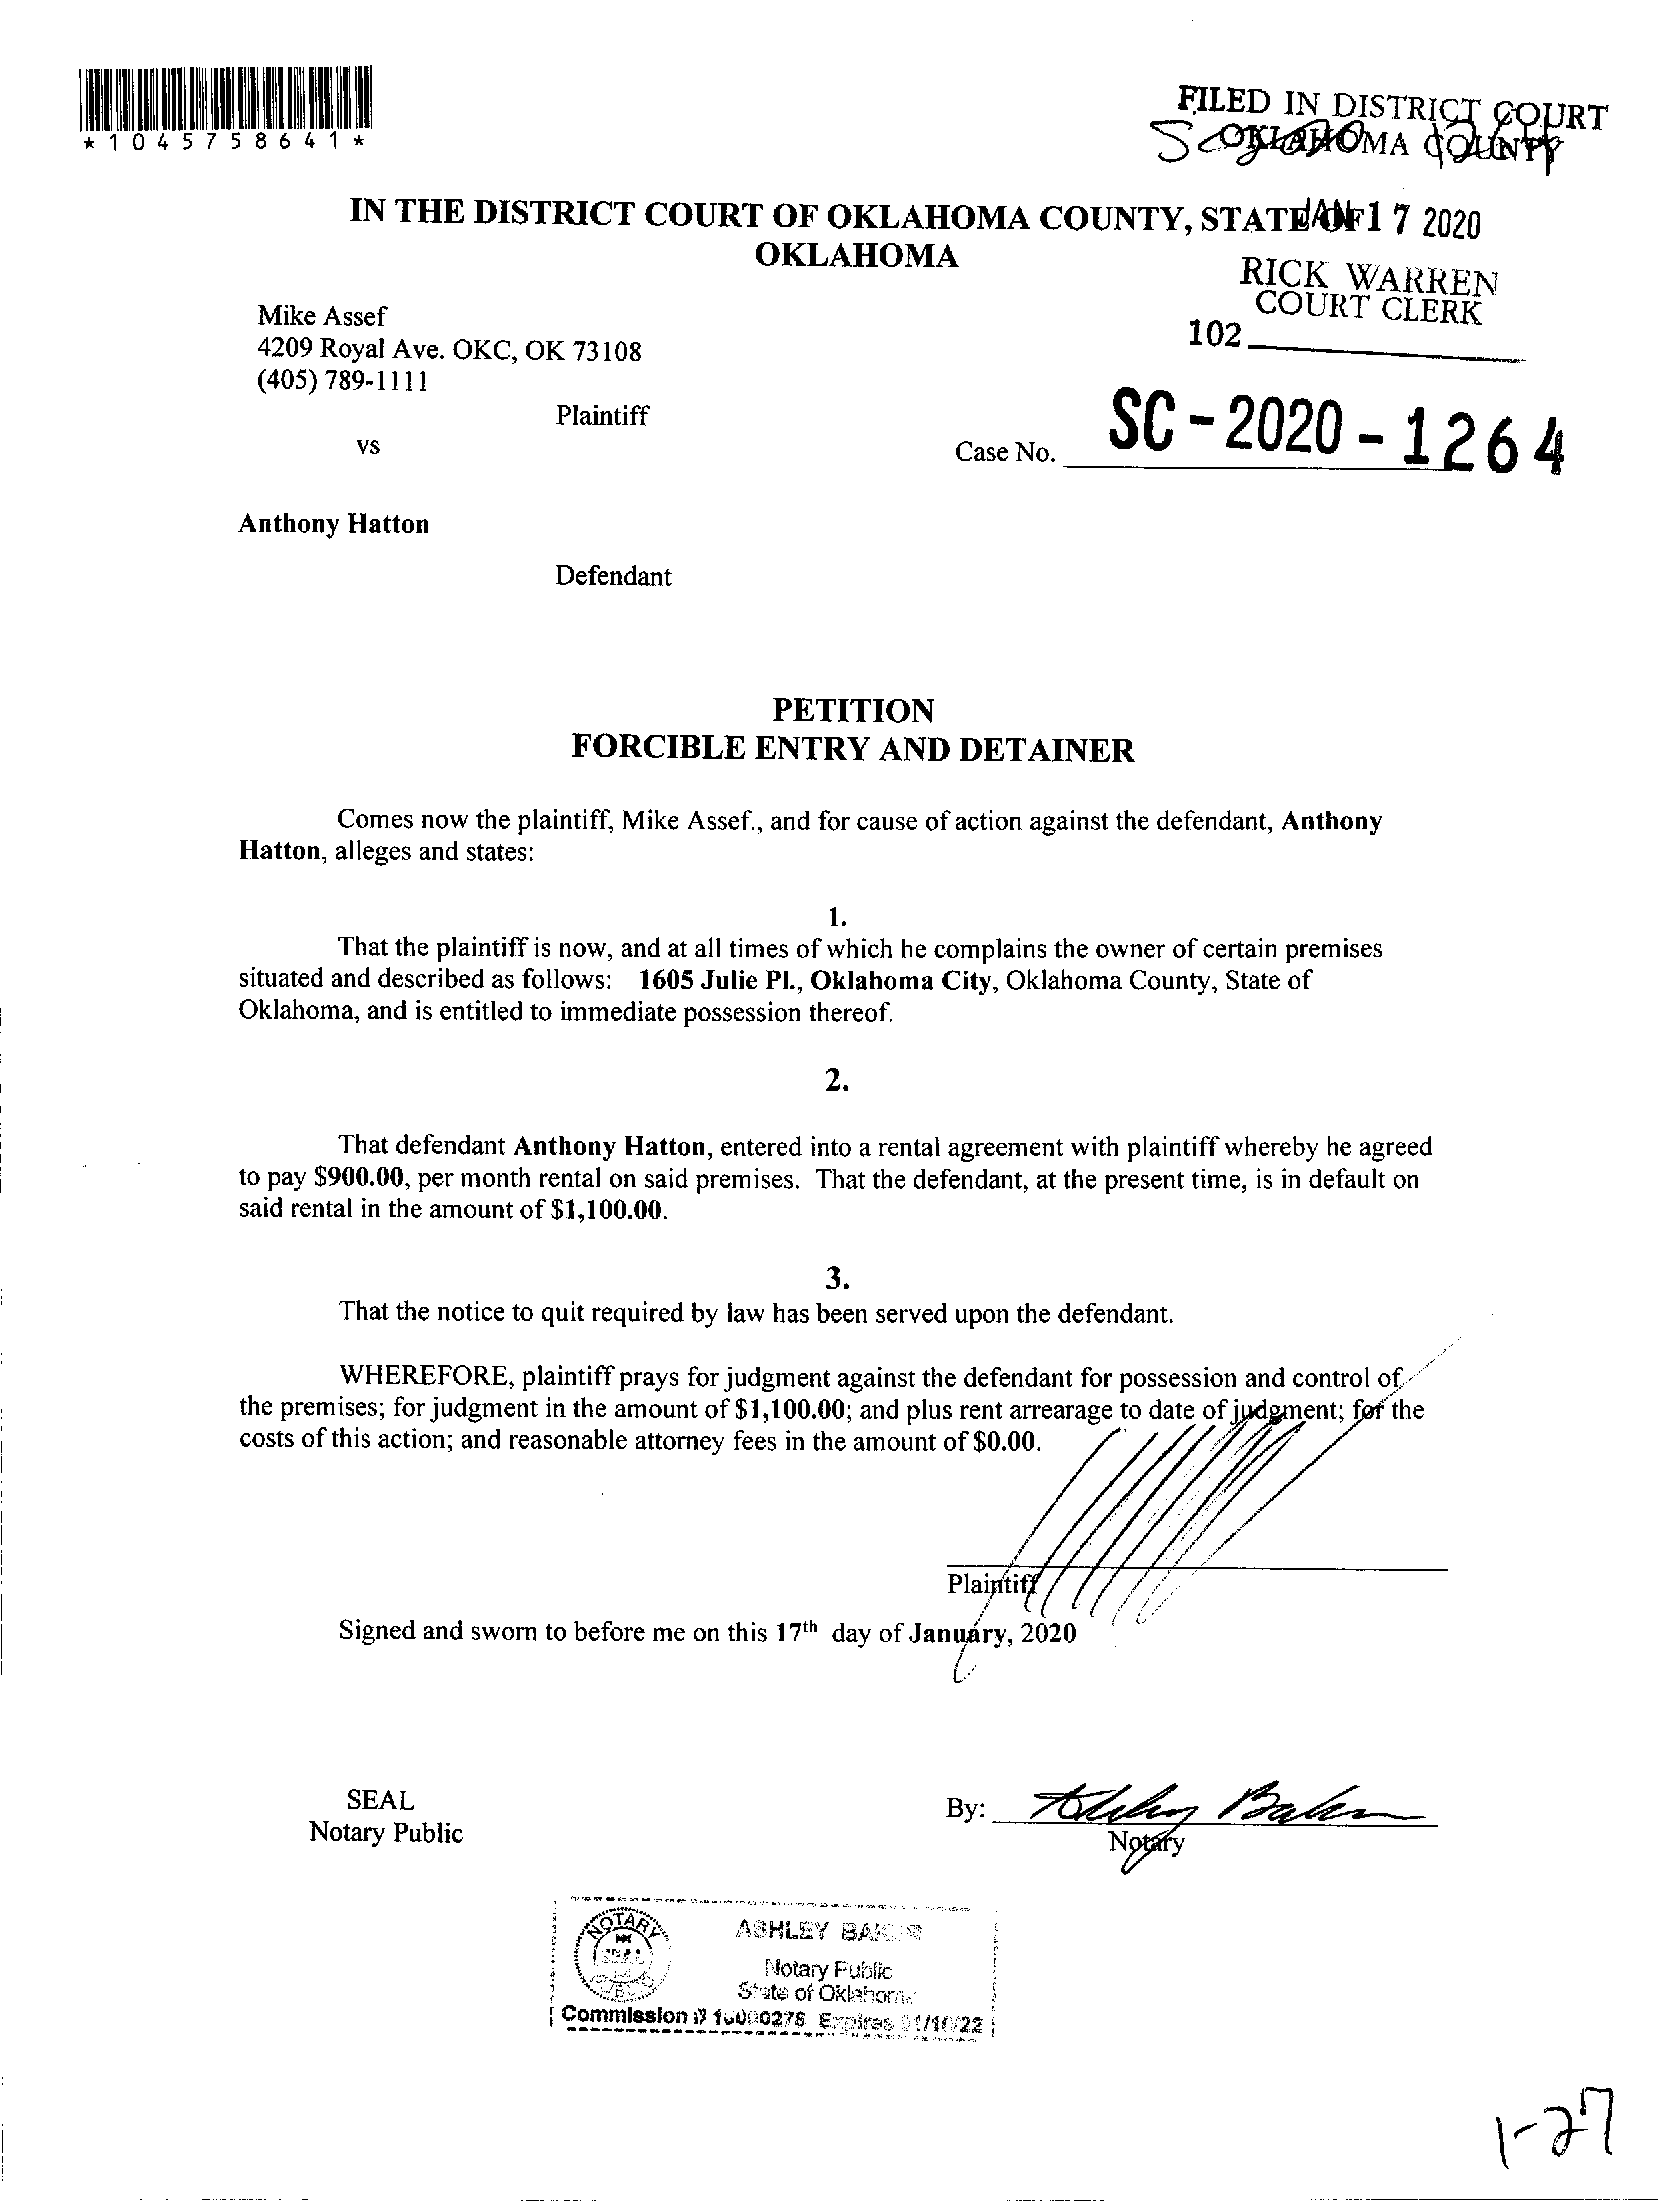 *1045758641*
FILED IN DISTRICT COURT
OKLAHOMA COUNTY
JAN 17 2020
IN THE DISTRICT COURT OF OKLAHOMA COUNTY, STATE OF
OKLAHOMA
RICK WARREN
COURT CLERK
102
Mike Assef
4209 Royal Ave. OKC, OK 73108
(405) 789-1111
Plaintiff
vs
Case No. SC-2020-1264
Anthony Hatton
Defendant
PETITION
FORCIBLE ENTRY AND DETAINER
Comes now the plaintiff, Mike Assef., and for cause of action against the defendant, Anthony
Hatton, alleges and states:
1.
That the plaintiff is now, and at all times of which he complains the owner of certain premises
situated and described as follows: 1605 Julie Pl., Oklahoma City, Oklahoma County, State of
Oklahoma, and is entitled to immediate possession thereof.
2.
That defendant Anthony Hatton, entered into a rental agreement with plaintiff whereby he agreed
to pay $900.00, per month rental on said premises. That the defendant, at the present time, is in default on
said rental in the amount of $1,100.00.
3.
That the notice to quit required by law has been served upon the defendant.
WHEREFORE, plaintiff prays for judgment against the defendant for possession and control of
the premises; for judgment in the amount of $1,100.00; and plus rent arrearage to date of judgment; for the
costs of this action; and reasonable attorney fees in the amount of $0.00.
Plaintiff
Signed and sworn to before me on this 17th day of January, 2020
SEAL
Notary Public
By: Ashley Baker
Notary
NOTARY
ASHLEY
Notary Public
State of Oklahoma
Commission # Expires
1-27